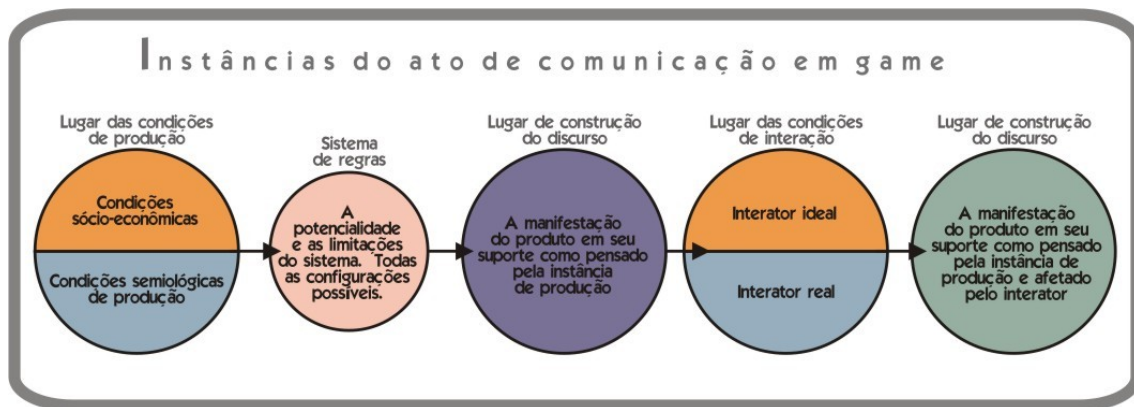 Instâncias do ato de comunicação em game
Lugar das condições
de produção
Condições
sócio-econômicas
Condições semiológicas
de produção
Sistema
de regras
A
potencialidade
e as limitações
do sistema. Todas
as configurações
possíveis.
Lugar de construção
do discurso
A manifestação
do produto em seu
suporte como pensado
pela instância
de produção
Lugar das condições
de interação
Interator ideal
Interator real
Lugar de construção
do discurso
A manifestação
do produto em seu
suporte como pensado
pela instância de
produção e afetado
pelo interator